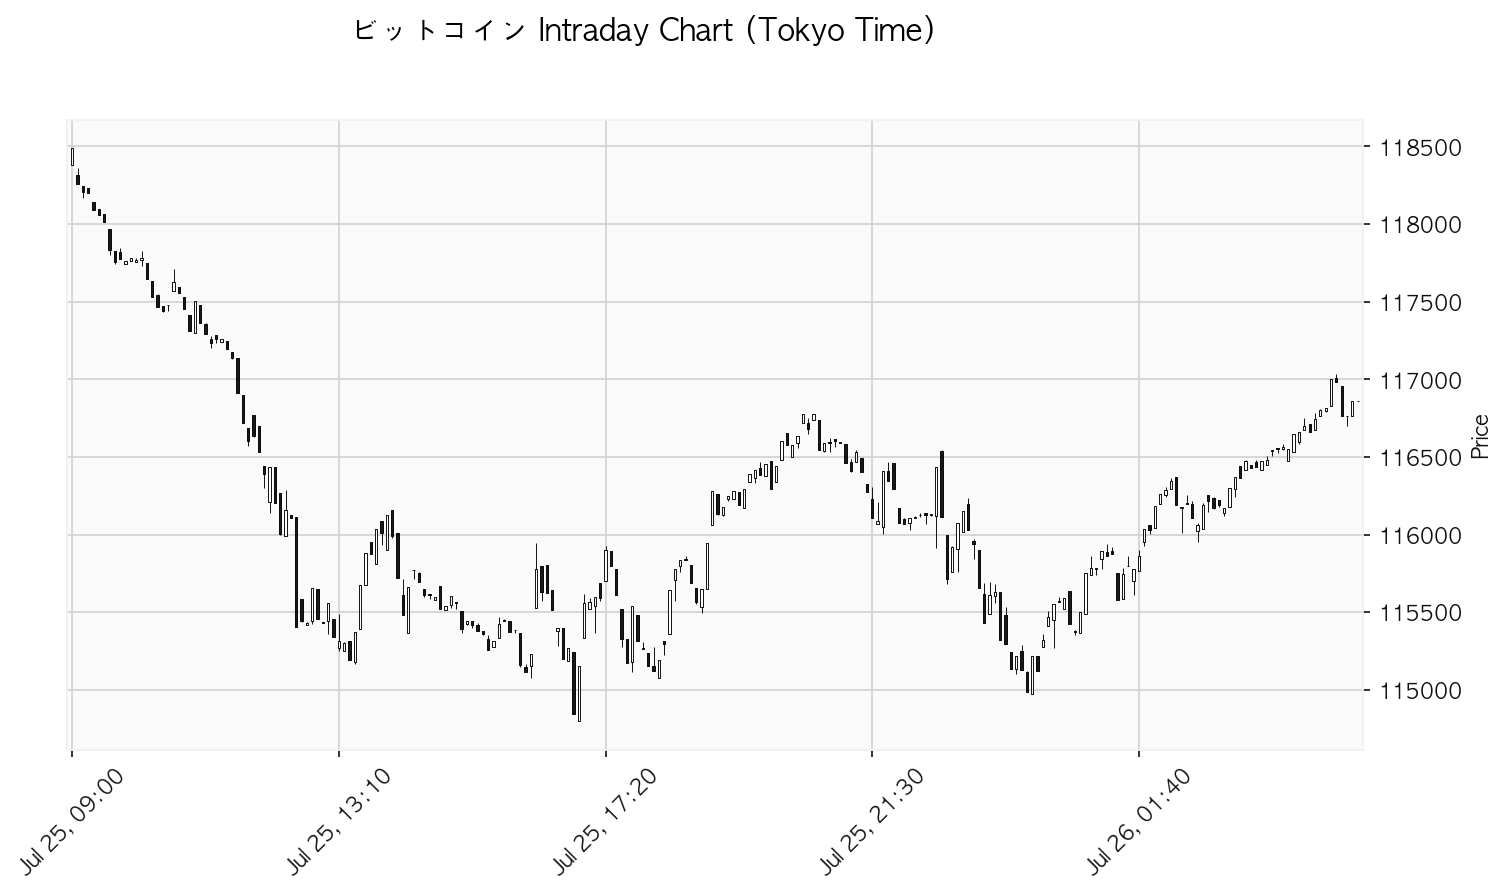 ビットコイン Intraday Chart (Tokyo Time)
118500
118000
117500
117000
116500
116000
115500
115000
Price
Jul 25, 09:00
Jul 25, 13:10
Jul 25, 17:20
Jul 25, 21:30
Jul 26, 01:40